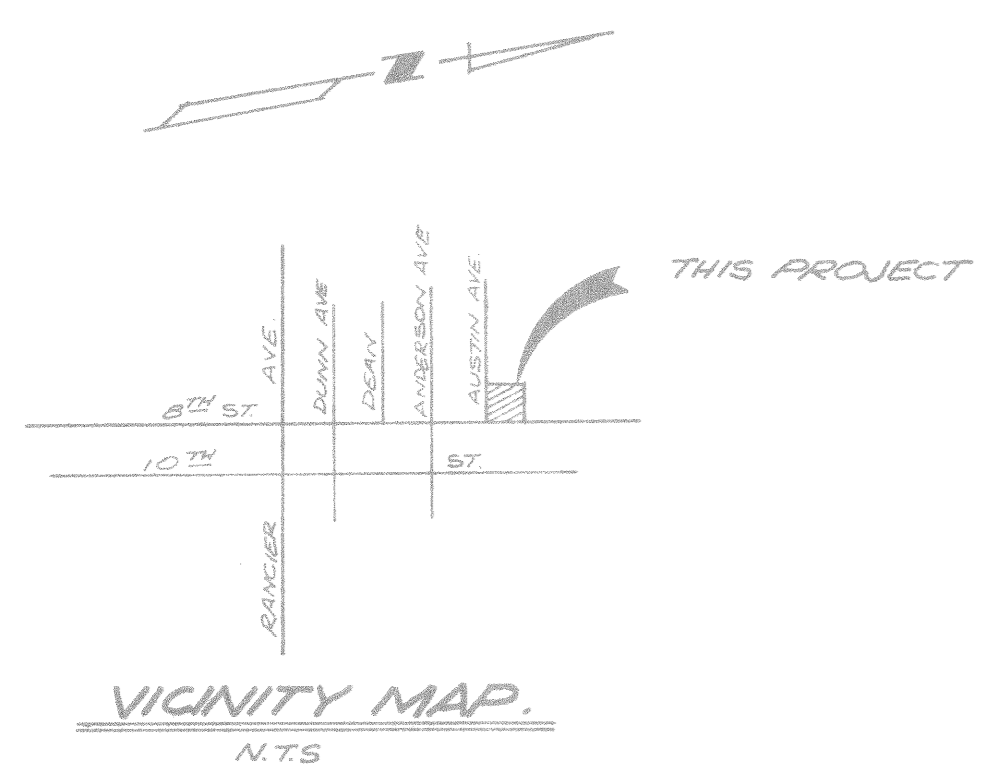 N
THIS PROJECT
RANCIER AVE.
DUNN AVE
DEAN
ANDERSON AVE
AUSTIN AVE.
8TH ST.
10TH ST.
VICINITY MAP.
N.T.S